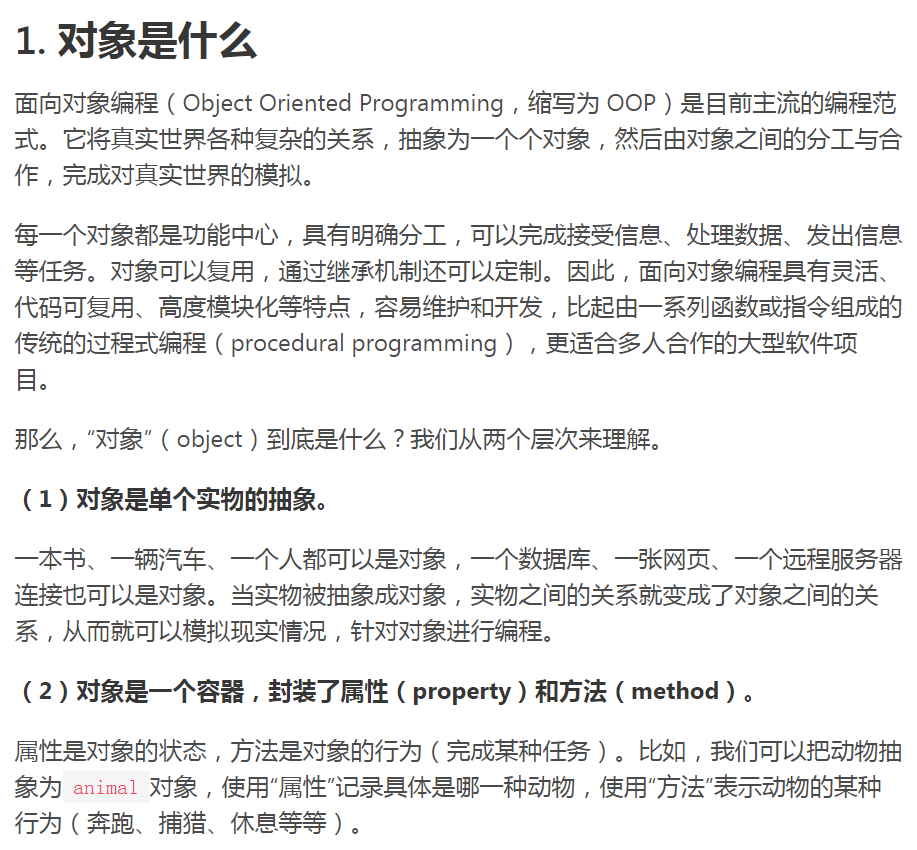 1. 对象是什么
面向对象编程（Object Oriented Programming，缩写为 OOP）是目前主流的编程范
式。它将真实世界各种复杂的关系，抽象为一个个对象，然后由对象之间的分工与合
作，完成对真实世界的模拟。
每一个对象都是功能中心，具有明确分工，可以完成接受信息、处理数据、发出信息
等任务。对象可以复用，通过继承机制还可以定制。因此，面向对象编程具有灵活、
代码可复用、高度模块化等特点，容易维护和开发，比起由一系列函数或指令组成的
传统的过程式编程（procedural programming），更适合多人合作的大型软件项
目。
那么，“对象”（object）到底是什么？我们从两个层次来理解。
（1）对象是单个实物的抽象。
一本书、一辆汽车、一个人都可以是对象，一个数据库、一张网页、一个远程服务器
连接也可以是对象。当实物被抽象成对象，实物之间的关系就变成了对象之间的关
系，从而就可以模拟现实情况，针对对象进行编程。
（2）对象是一个容器，封装了属性（property）和方法（method）。
属性是对象的状态，方法是对象的行为（完成某种任务）。比如，我们可以把动物抽
象为 animal 对象，使用“属性”记录具体是哪一种动物，使用“方法”表示动物的某种
行为（奔跑、捕猎、休息等等）。